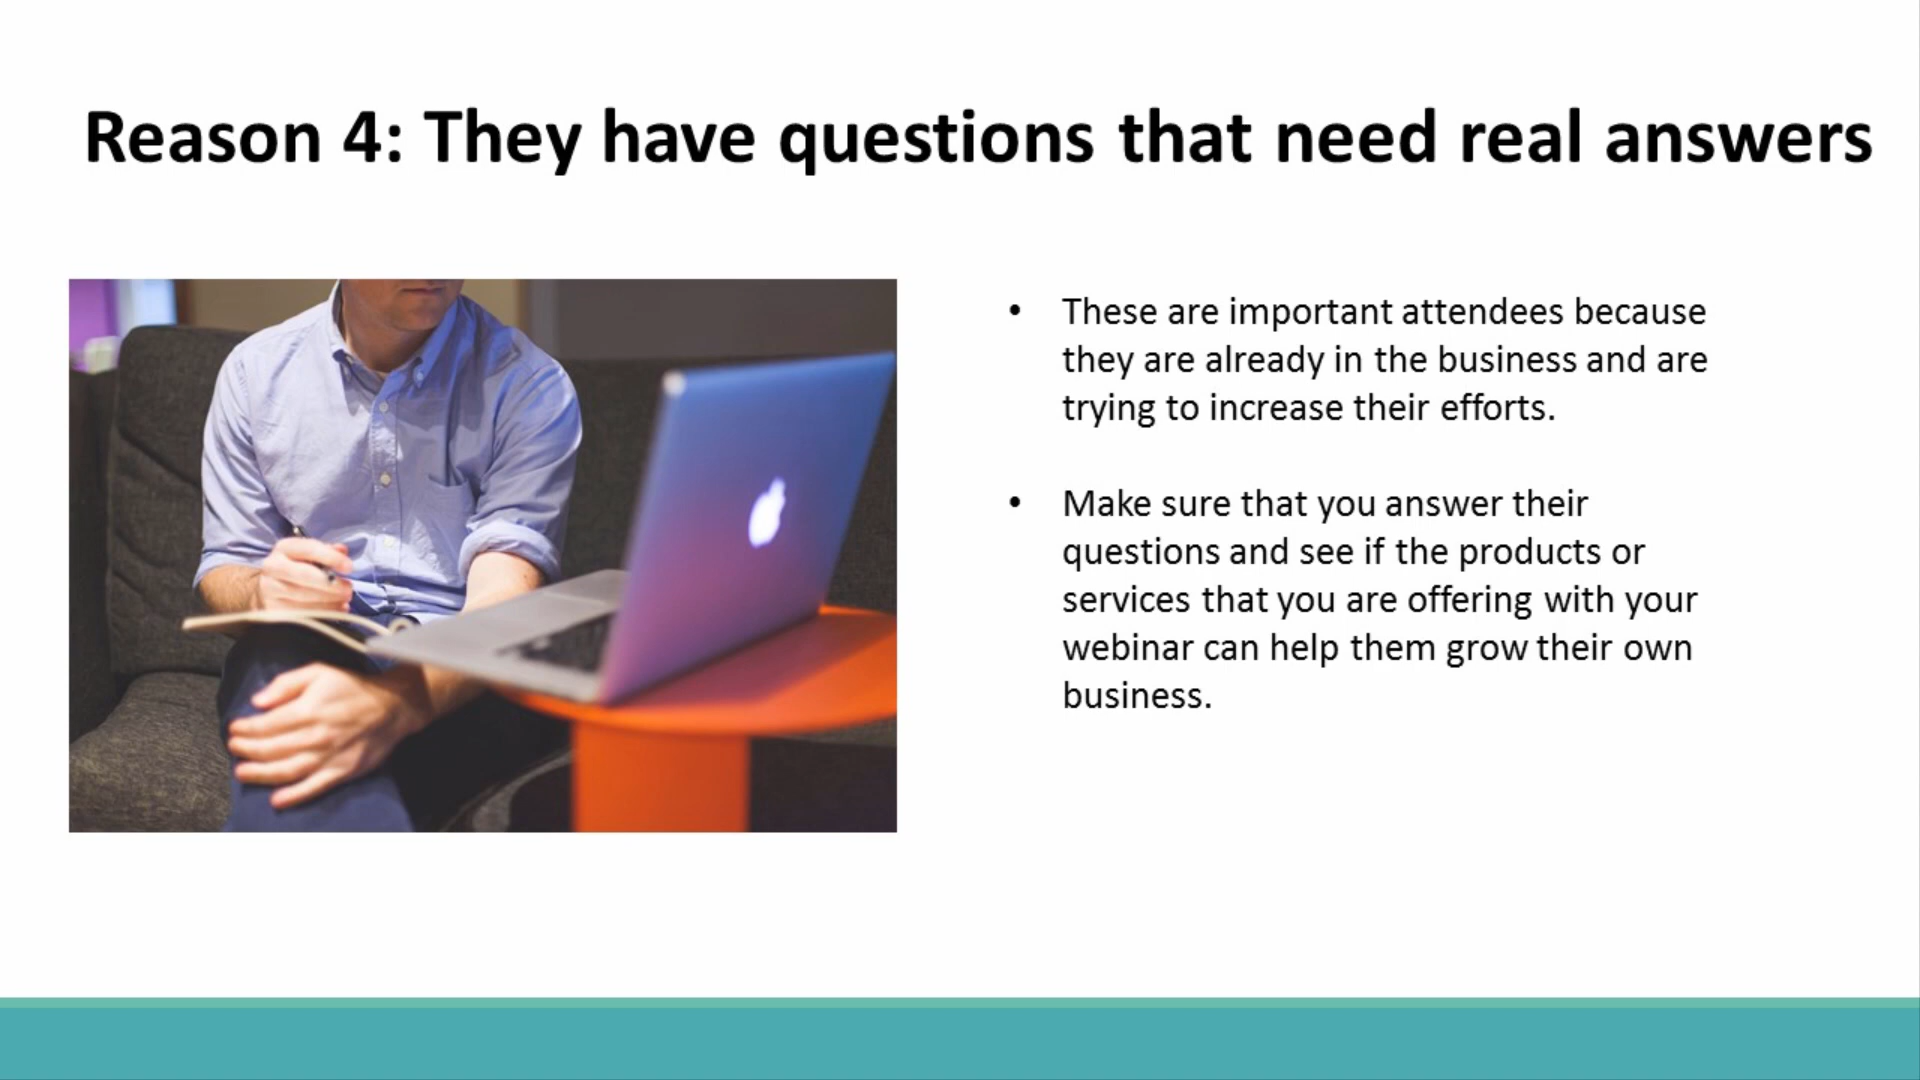 Reason 4: They have questions that need real answers
• These are important attendees because
they are already in the business and are
trying to increase their efforts.
• Make sure that you answer their
questions and see if the products or
services that you are offering with your
webinar can help them grow their own
business.